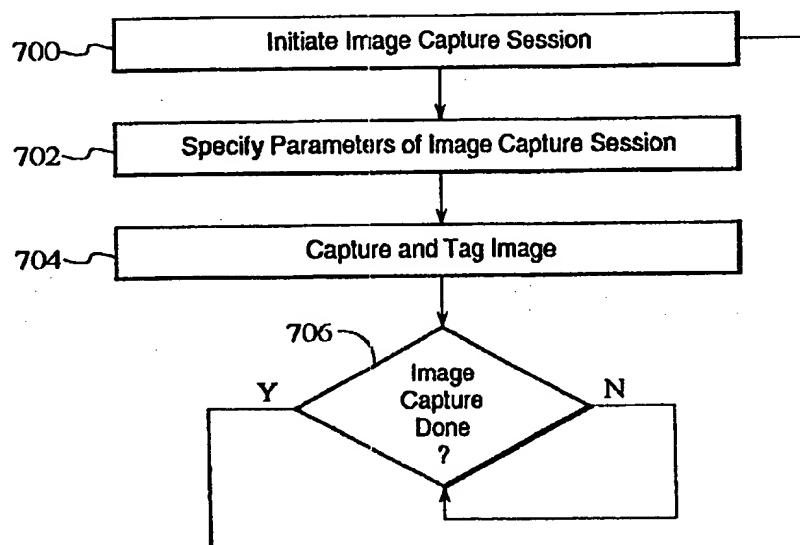 700
Initiate Image Capture Session
702
Specify Parameters of Image Capture Session
704
Capture and Tag Image
706
Y
Image
Capture
Done
?
N